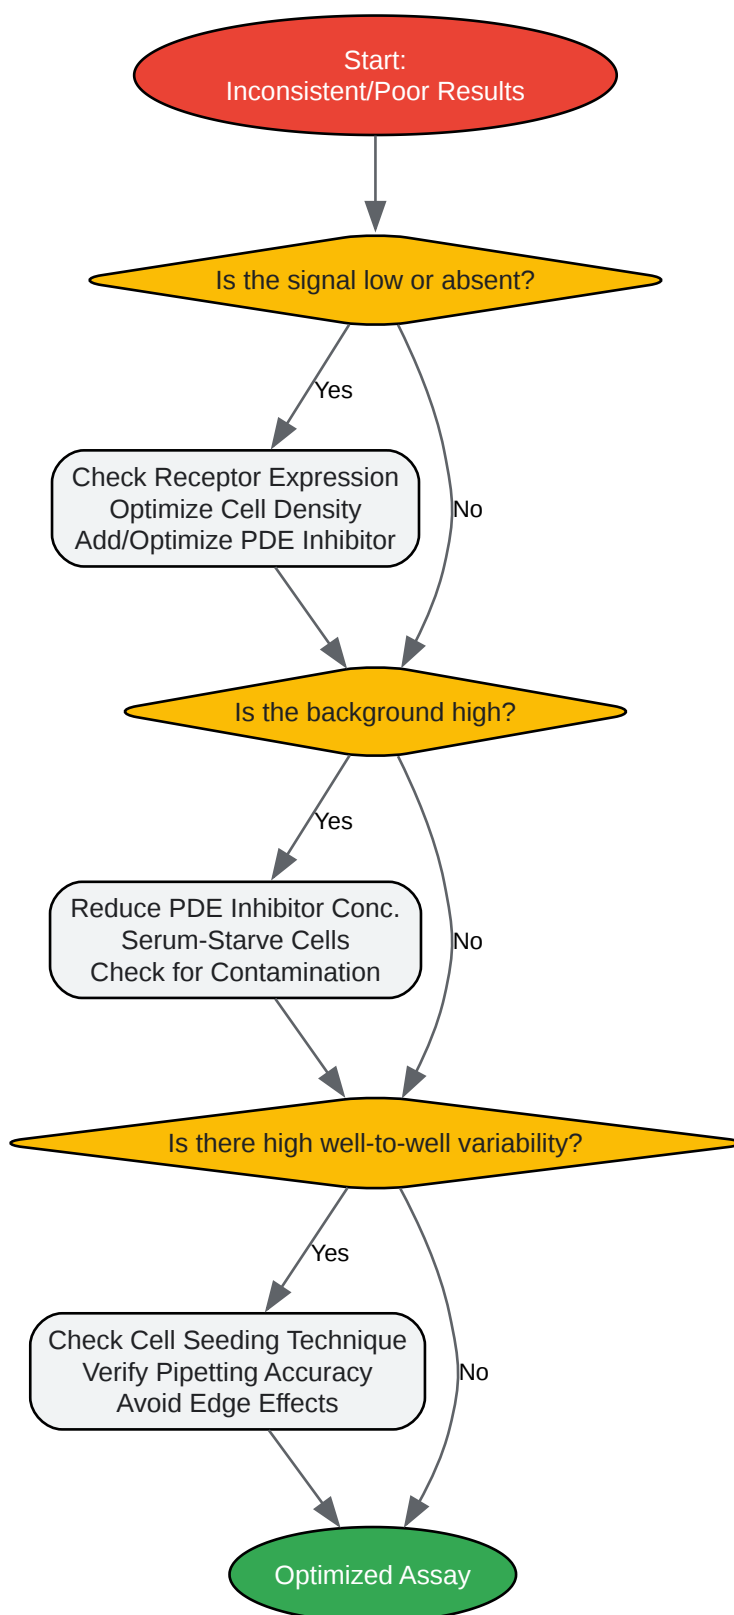 Start:
Inconsistent/Poor Results
Is the signal low or absent?
Yes
Check Receptor Expression
Optimize Cell Density
Add/Optimize PDE Inhibitor
No
Is the background high?
Yes
Reduce PDE Inhibitor Conc.
Serum-Starve Cells
Check for Contamination
No
Is there high well-to-well variability?
Yes
Check Cell Seeding Technique
Verify Pipetting Accuracy
Avoid Edge Effects
No
Optimized Assay